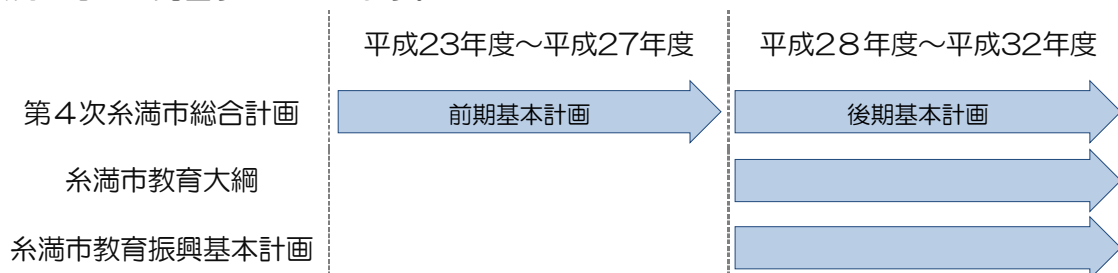 平成23年度～平成27年度
平成28年度～平成32年度
第４次糸満市総合計画
前期基本計画
後期基本計画
糸満市教育大綱
糸満市教育振興基本計画